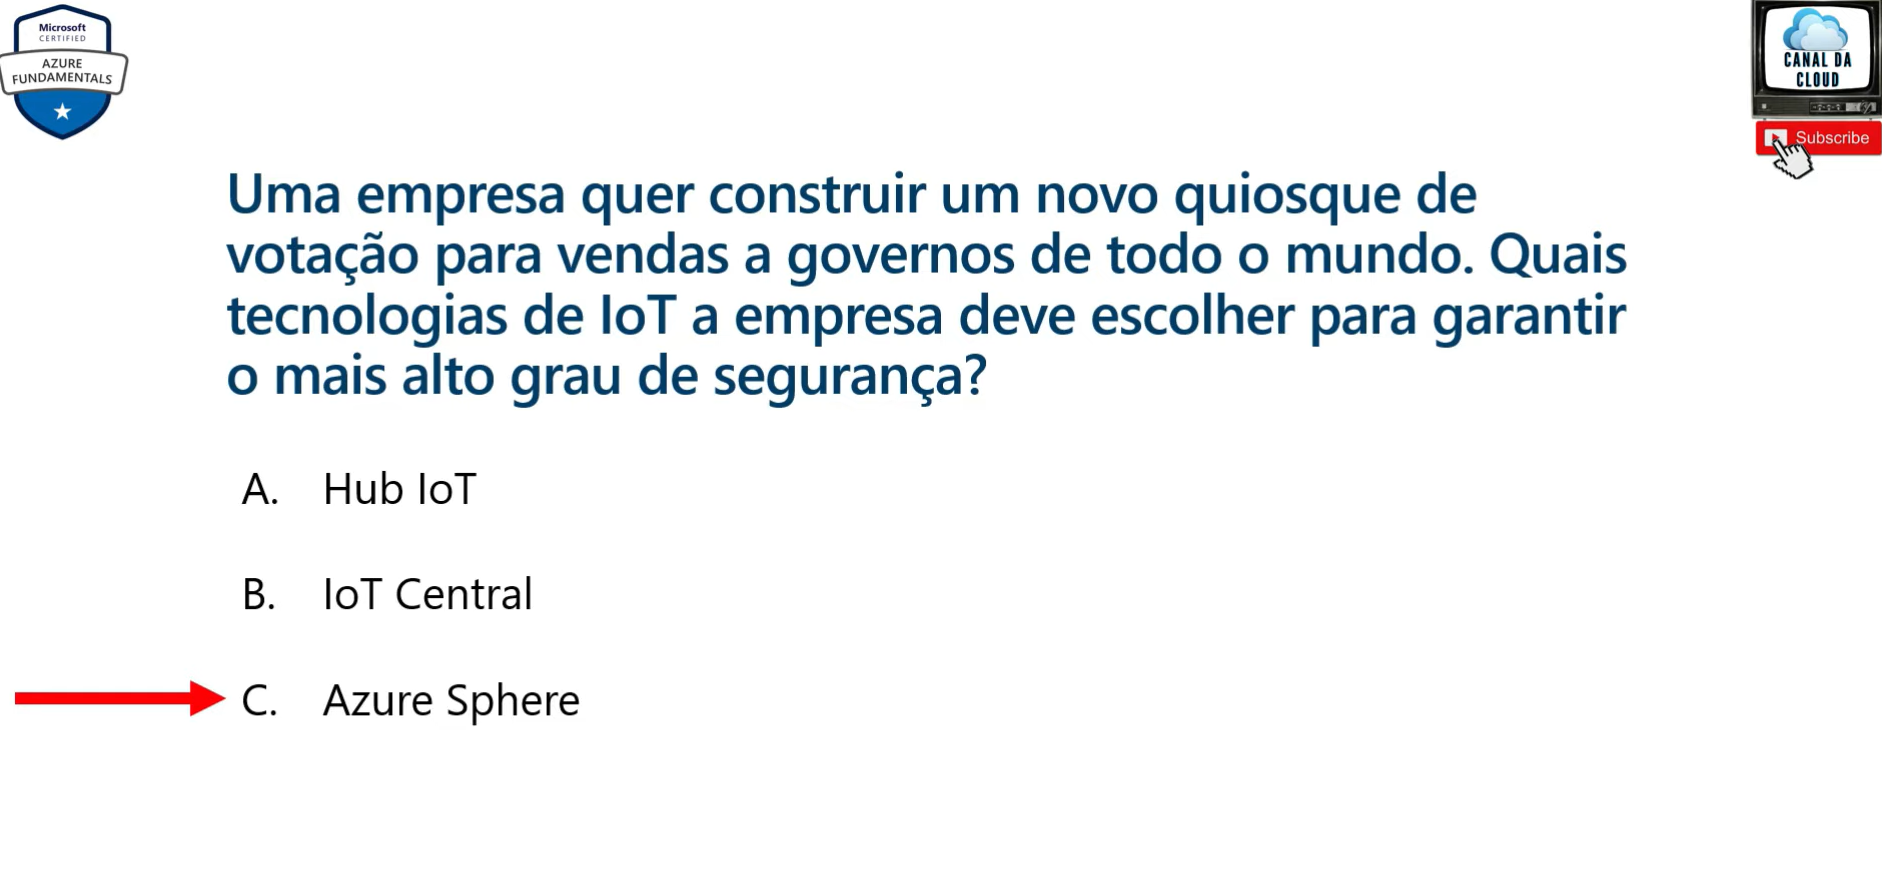 Microsoft
CERTIFIED
AZURE
FUNDAMENTALS
CANAL DA
CLOUD
Subscribe
Uma empresa quer construir um novo quiosque de
votação para vendas a governos de todo o mundo. Quais
tecnologias de IoT a empresa deve escolher para garantir
o mais alto grau de segurança?
A. Hub IoT
B. IoT Central
C. Azure Sphere